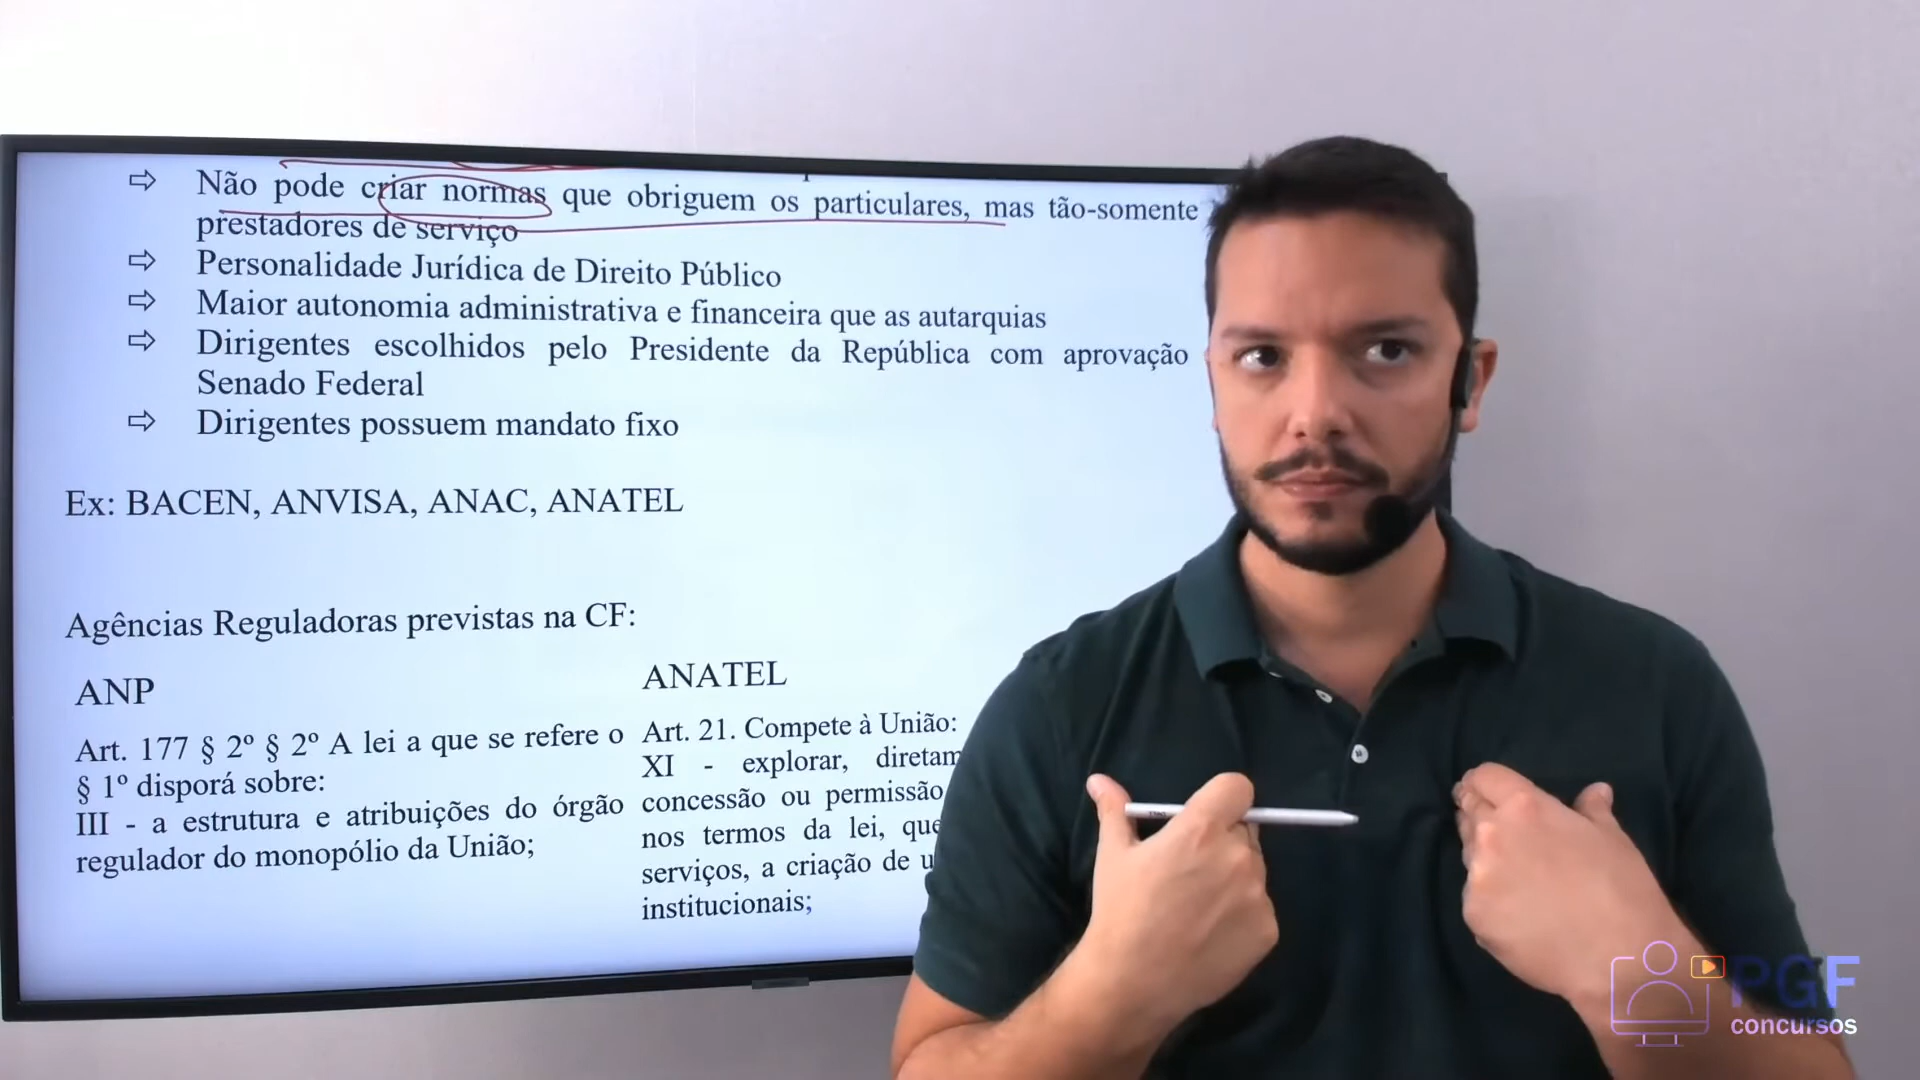 ⇨ Não pode criar normas que obriguem os particulares, mas tão-somente
prestadores de serviço
⇨ Personalidade Jurídica de Direito Público
⇨ Maior autonomia administrativa e financeira que as autarquias
⇨ Dirigentes escolhidos pelo Presidente da República com aprovação
Senado Federal
⇨ Dirigentes possuem mandato fixo
Ex: BACEN, ANVISA, ANAC, ANATEL
Agências Reguladoras previstas na CF:
ANP
Art. 177 § 2º § 2º A lei a que se refere o
§ 1º disporá sobre:
III - a estrutura e atribuições do órgão
regulador do monopólio da União;
ANATEL
Art. 21. Compete à União:
XI - explorar, diretam
concessão ou permissão
nos termos da lei, que
serviços, a criação de u
institucionais;
PGF
concursos